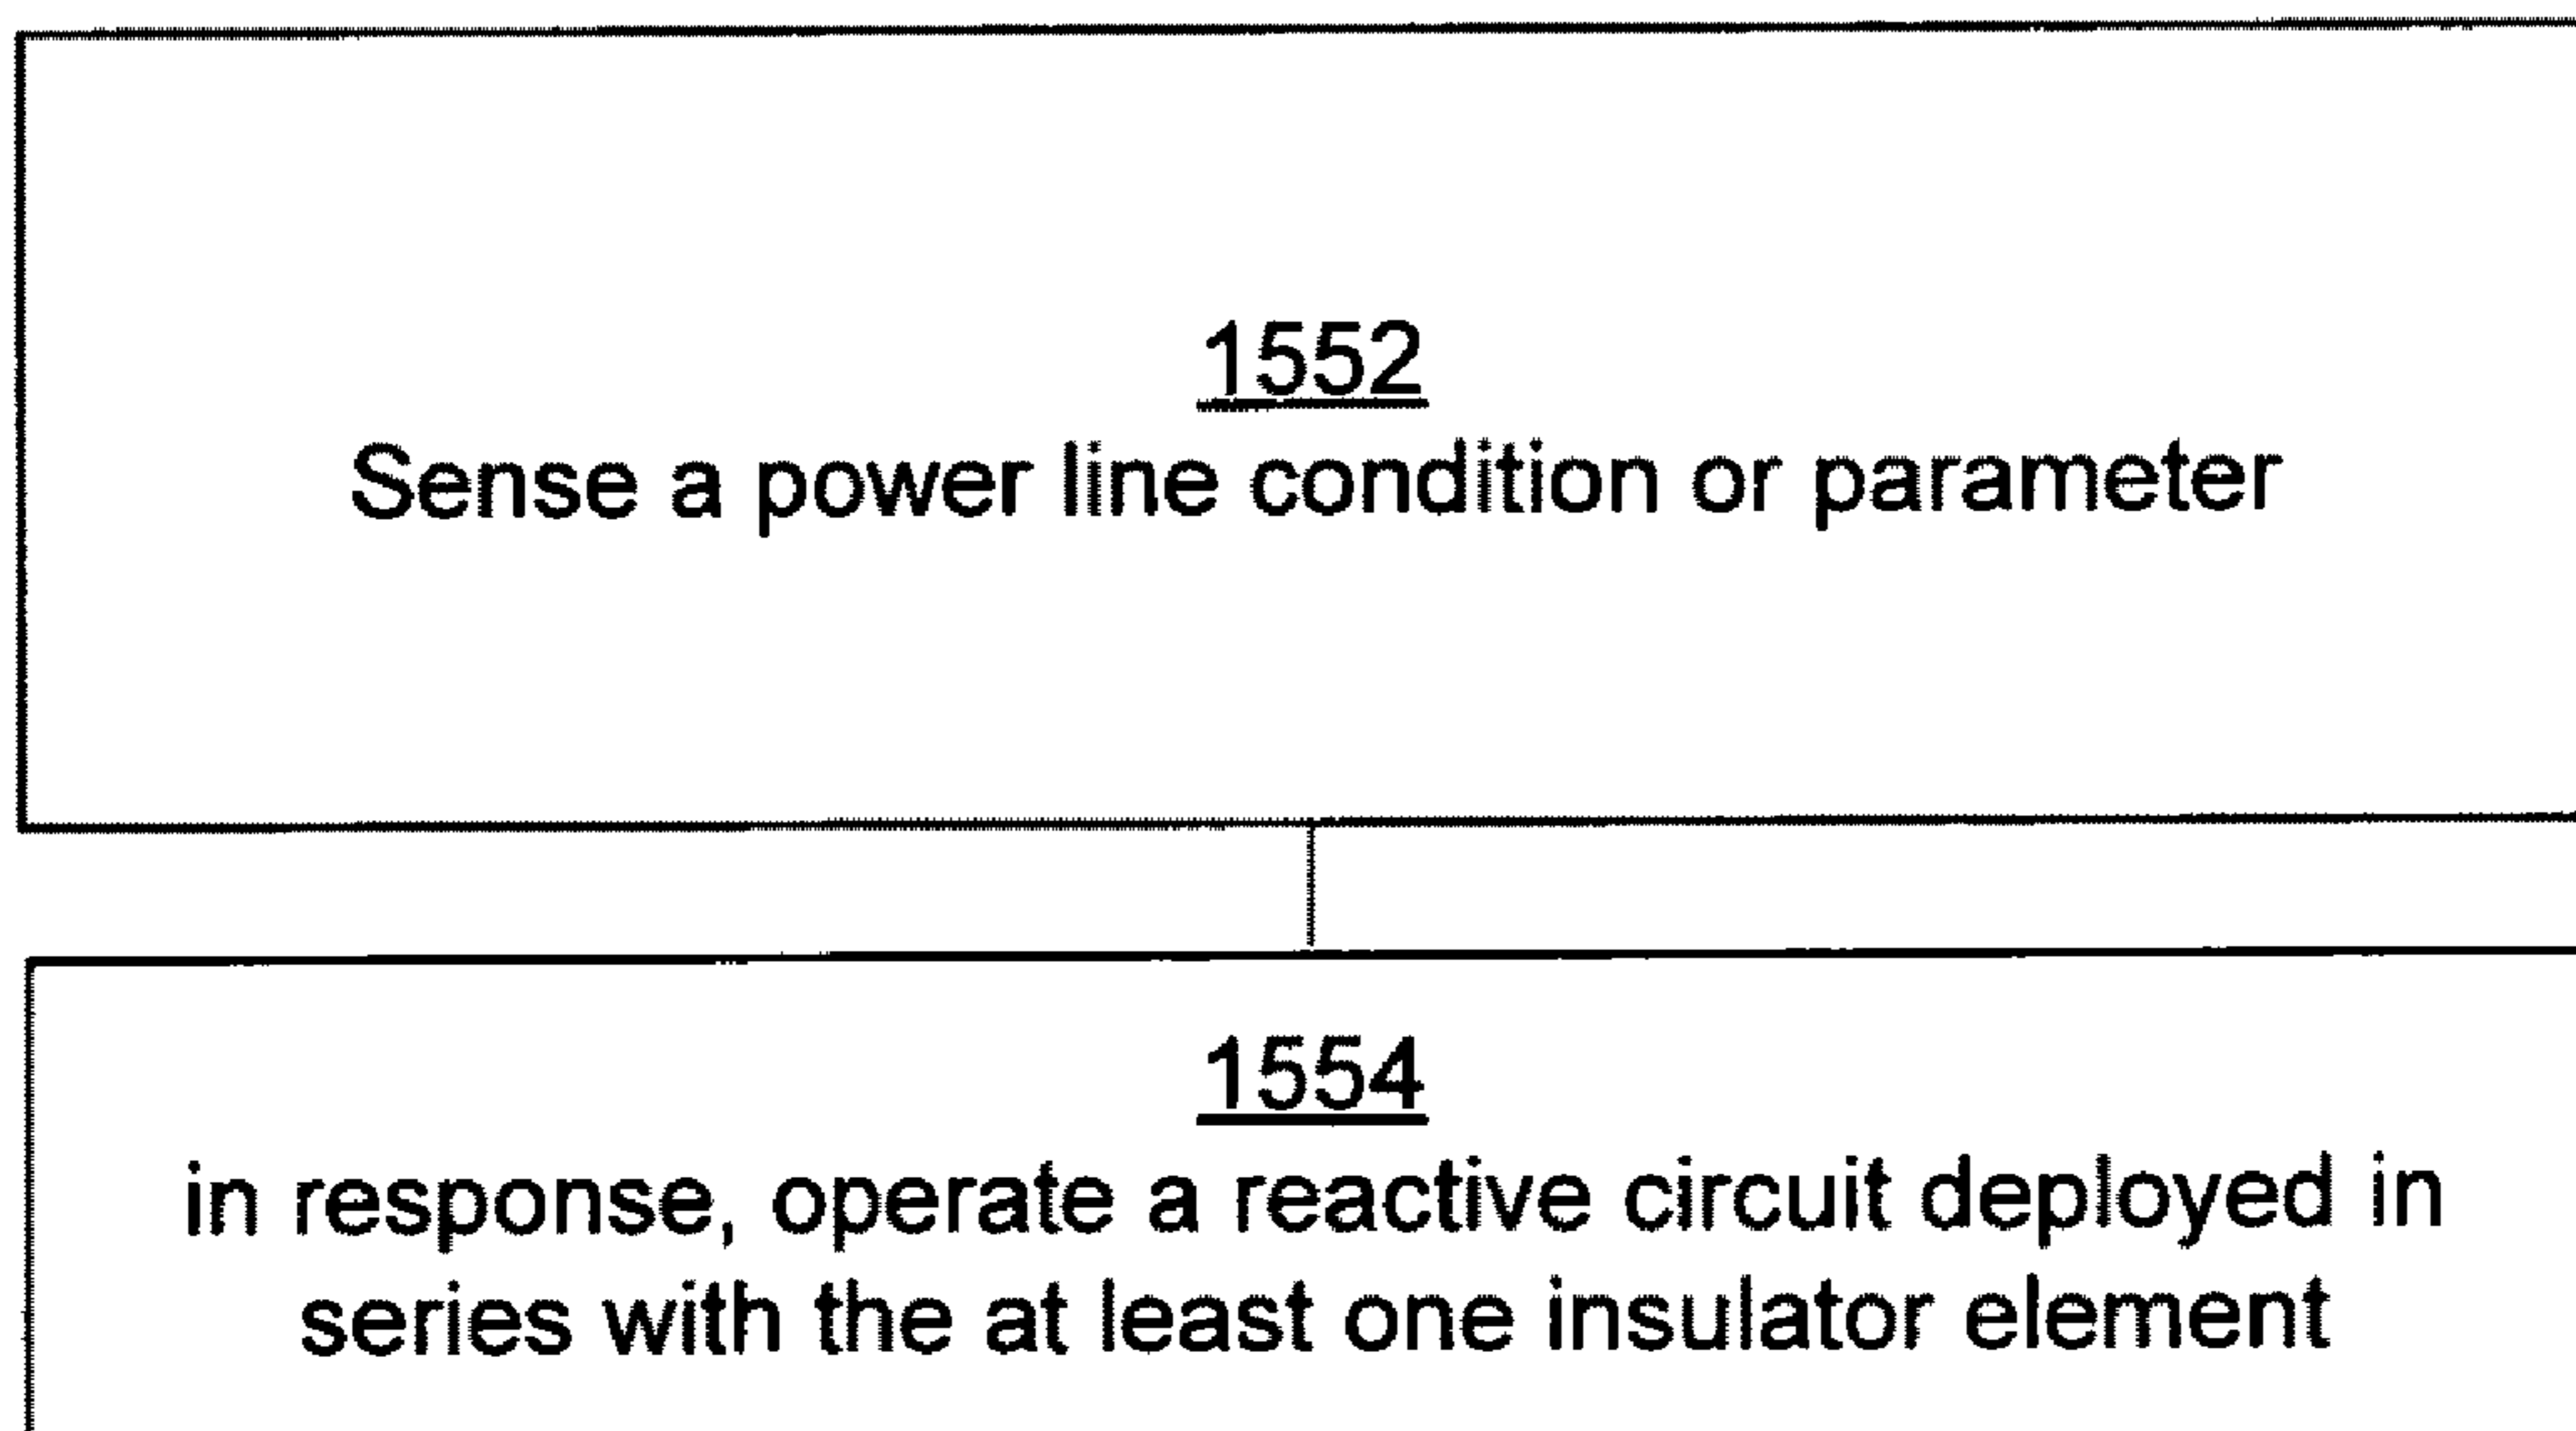 1552
Sense a power line condition or parameter
1554
in response, operate a reactive circuit deployed in
series with the at least one insulator element